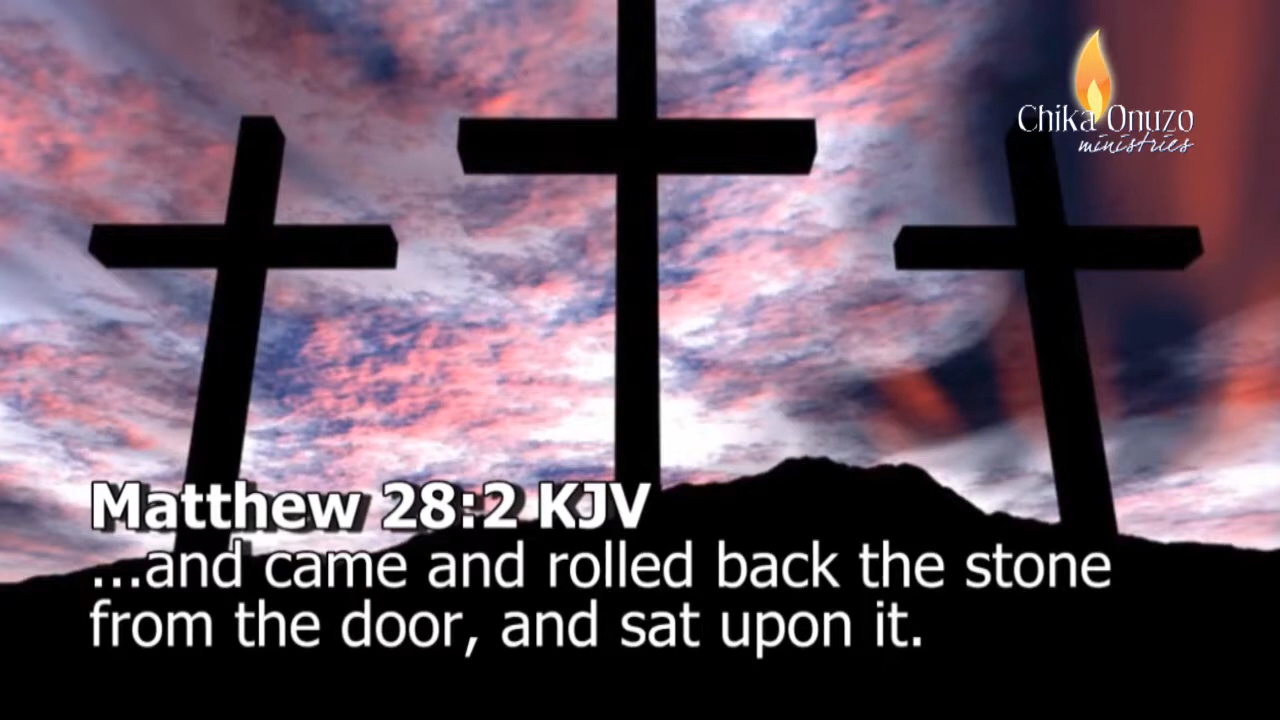 Chika Onuzo
ministries
Matthew 28:2 KJV
...and came and rolled back the stone
from the door, and sat upon it.